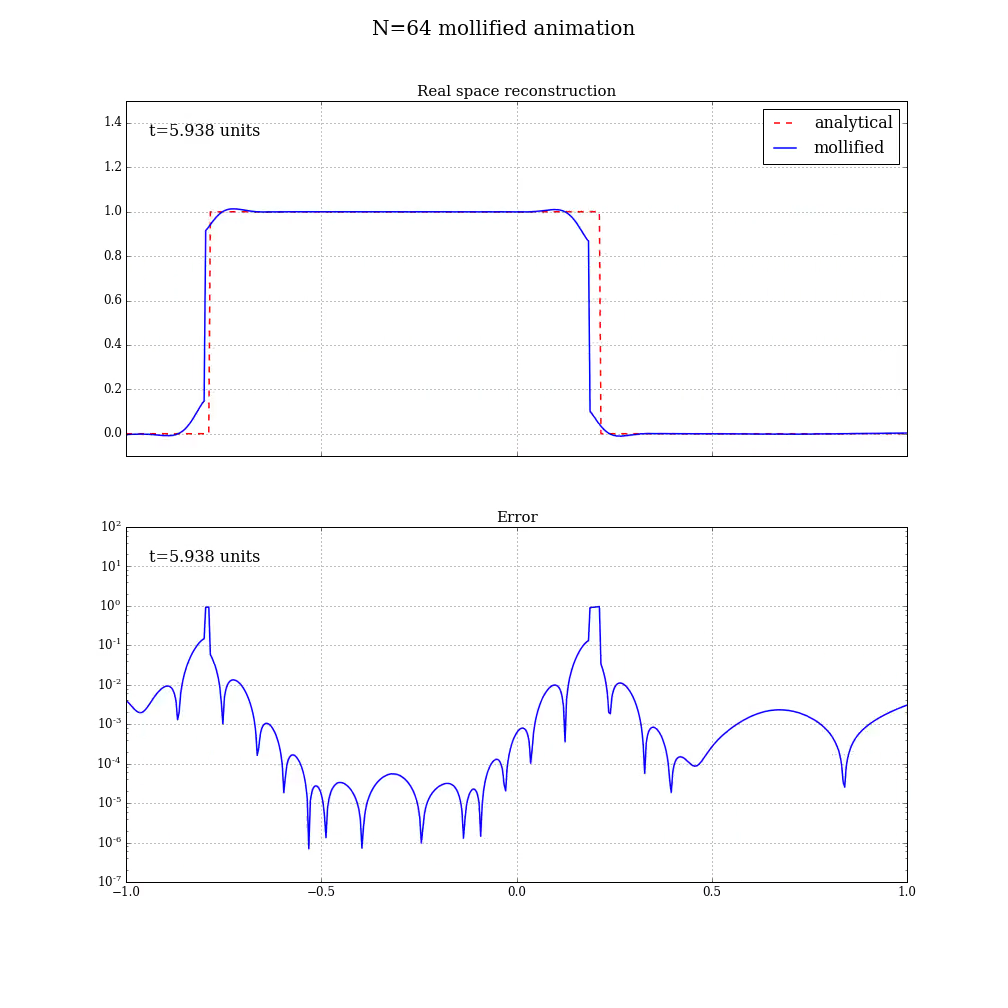 N=64 mollified animation
Real space reconstruction
t=5.938 units
analytical
mollified
1.4
1.2
1.0
0.8
0.6
0.4
0.2
0.0
Error
t=5.938 units
10²
10¹
10⁰
10⁻¹
10⁻²
10⁻³
10⁻⁴
10⁻⁵
10⁻⁶
10⁻⁷
−1.0 −0.5 0.0 0.5 1.0